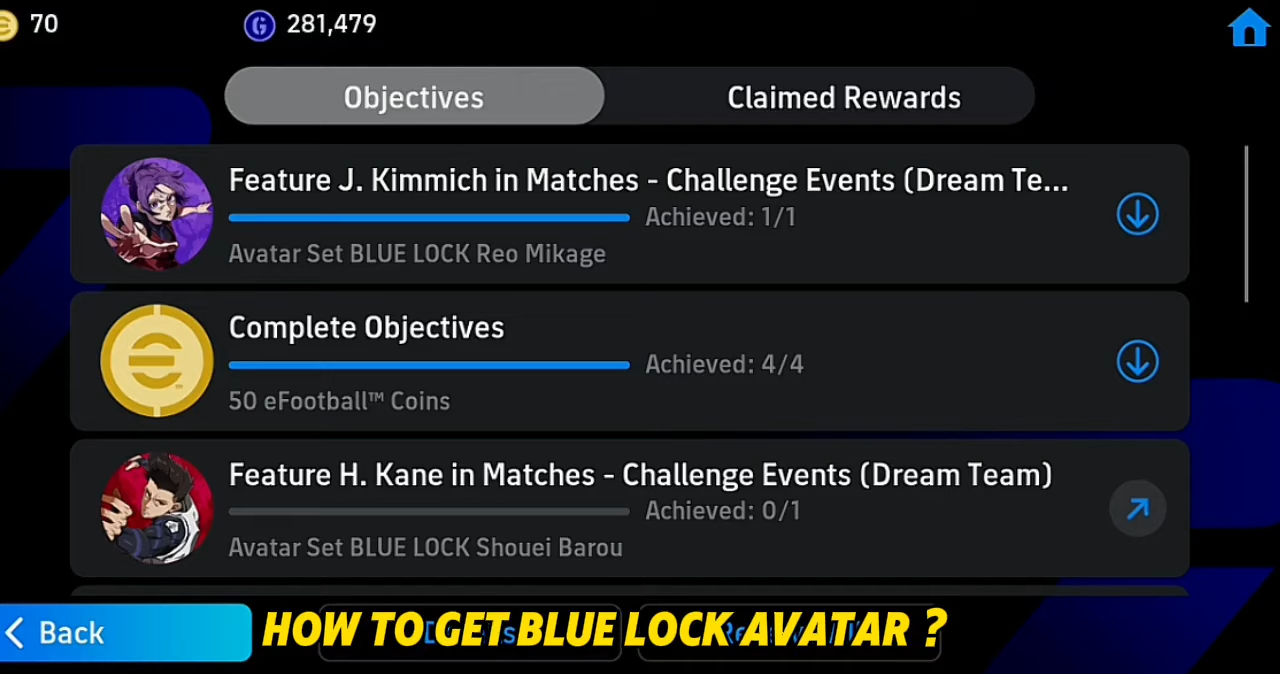 70
281,479
Objectives
Claimed Rewards
Feature J. Kimmich in Matches - Challenge Events (Dream Te...
Achieved: 1/1
Avatar Set BLUE LOCK Reo Mikage
Complete Objectives
Achieved: 4/4
50 eFootball™ Coins
Feature H. Kane in Matches - Challenge Events (Dream Team)
Achieved: 0/1
Avatar Set BLUE LOCK Shouei Barou
Back
HOW TO GET BLUE LOCK AVATAR ?